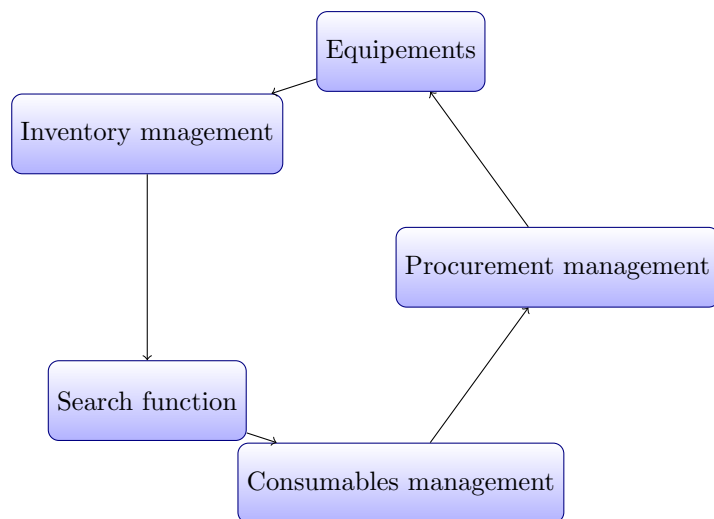 Equipements
Inventory mnagement
Procurement management
Search function
Consumables management